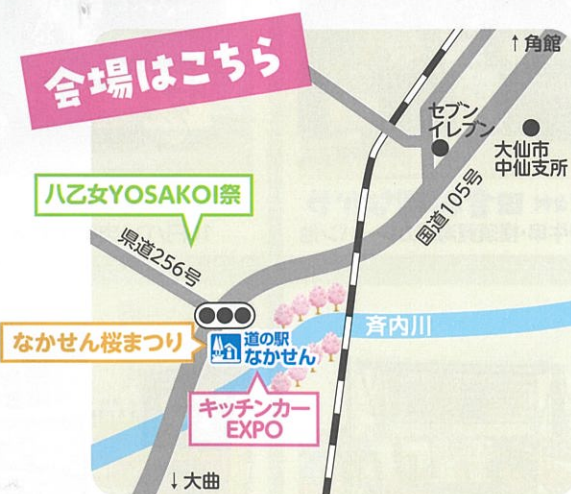 会場はこちら
↑角館
セブン
イレブン
大仙市
中仙支所
八乙女YOSAKOI祭
国道105号
県道256号
なかせん桜まつり
道の駅
なかせん
斉内川
キッチンカー
EXPO
↓大曲